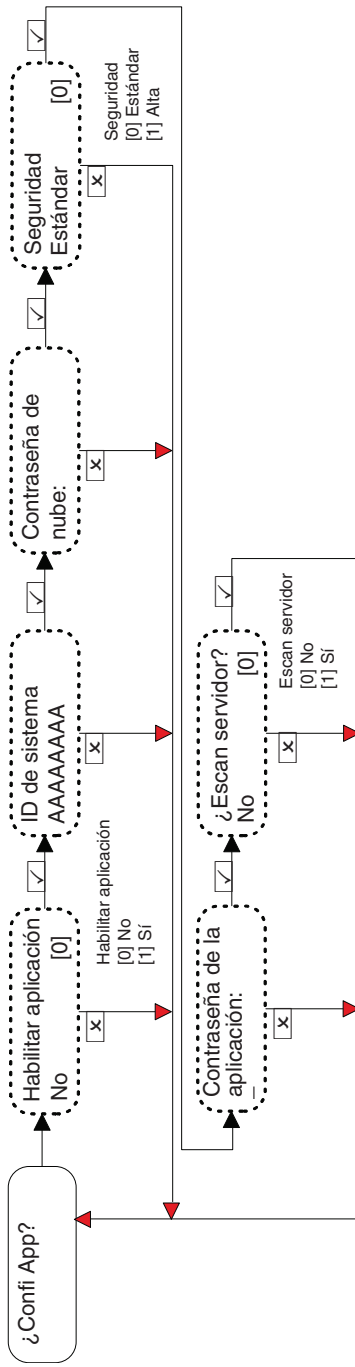 ¿Confi App?
Habilitar aplicación
No [0]
Habilitar aplicación
[0] No
[1] Sí
ID de sistema
AAAAAAAA
Contraseña de
nube:
Seguridad
Estándar [0]
Seguridad
[0] Estándar
[1] Alta
Contraseña de la
aplicación:
_
¿Escan servidor?
No [0]
Escan servidor
[0] No
[1] Sí